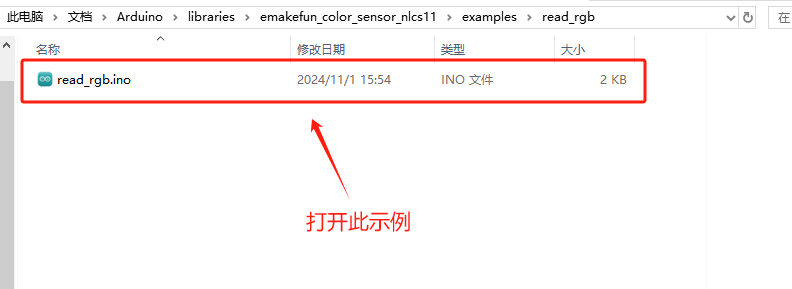 此电脑 > 文档 > Arduino > libraries > emakefun_color_sensor_nlcs11 > examples > read_rgb 在
名称 修改日期 类型 大小
read_rgb.ino 2024/11/1 15:54 INO 文件 2 KB
打开此示例